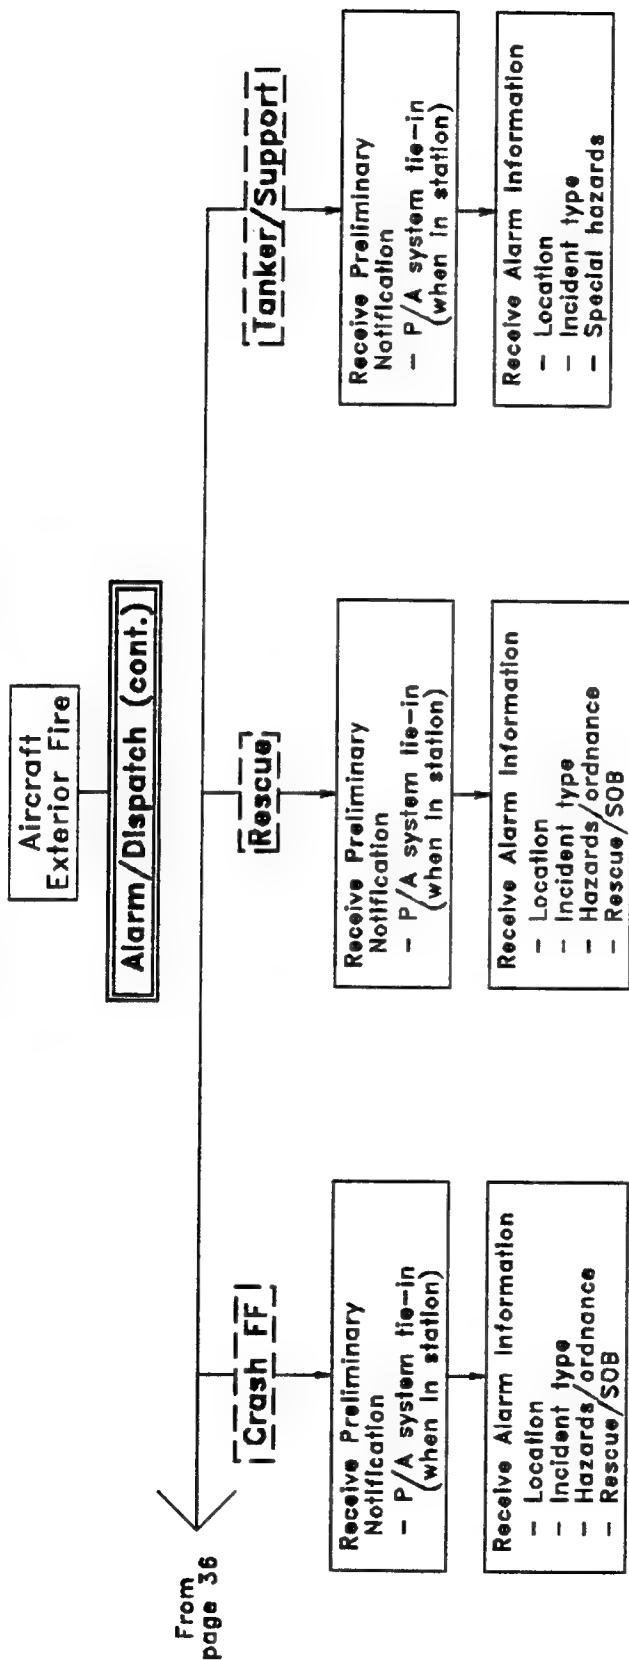 Aircraft
Exterior Fire
Alarm/Dispatch (cont.)
From
page 36
Crash FF
Receive Preliminary
Notification
- P/A system tie-in
(when in station)
Receive Alarm Information
- Location
- Incident type
- Hazards/ordnance
- Rescue/SOB
Rescue
Receive Preliminary
Notification
- P/A system tie-in
(when in station)
Receive Alarm Information
- Location
- Incident type
- Hazards/ordnance
- Rescue/SOB
Tanker/Support
Receive Preliminary
Notification
- P/A system tie-in
(when in station)
Receive Alarm Information
- Location
- Incident type
- Special hazards